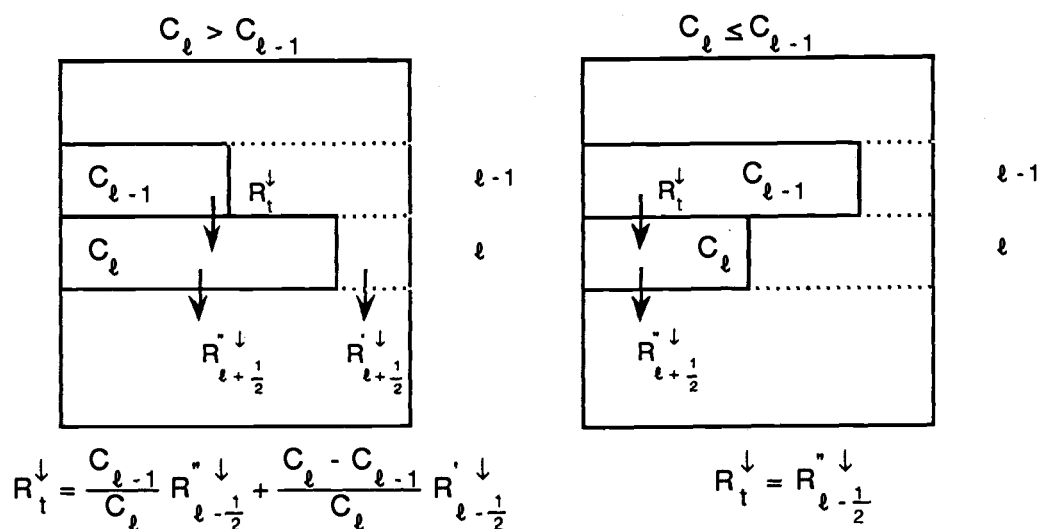 C_ℓ > C_ℓ-1
C_ℓ ≤ C_ℓ-1
C_ℓ-1
R_t^↓
ℓ-1
C_ℓ
ℓ
R"^↓_ℓ+1/2
R'^↓_ℓ+1/2
R_t^↓
C_ℓ-1
ℓ-1
C_ℓ
ℓ
R"^↓_ℓ+1/2
R_t^↓ = C_ℓ-1/C_ℓ R"^↓_ℓ-1/2 + C_ℓ - C_ℓ-1/C_ℓ R'^↓_ℓ-1/2
R_t^↓ = R"^↓_ℓ-1/2